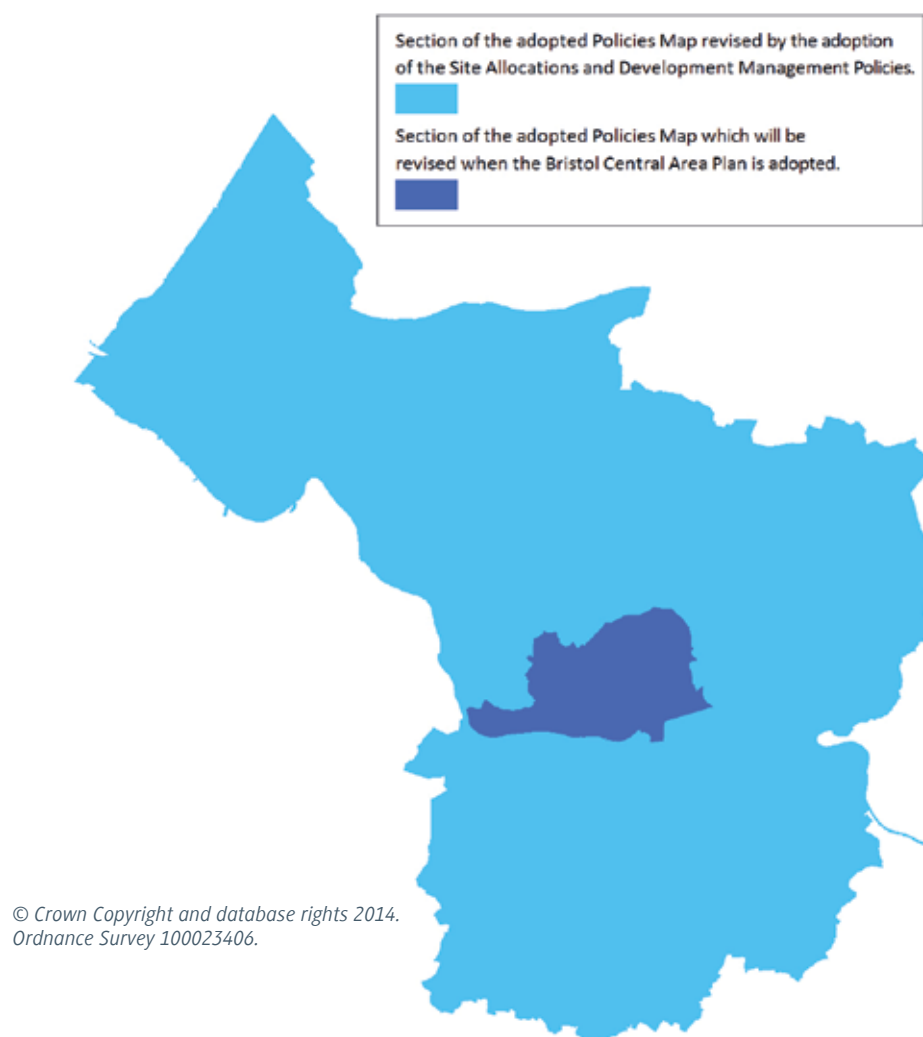 Section of the adopted Policies Map revised by the adoption
of the Site Allocations and Development Management Policies.
Section of the adopted Policies Map which will be
revised when the Bristol Central Area Plan is adopted.
© Crown Copyright and database rights 2014.
Ordnance Survey 100023406.